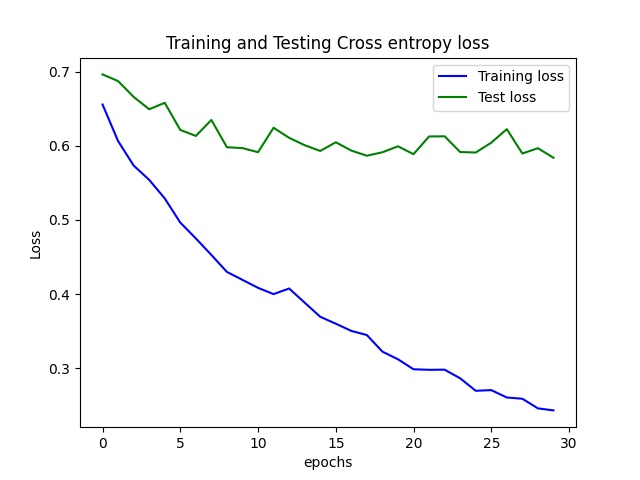 Training and Testing Cross entropy loss
Training loss
Test loss
Loss
0.7
0.6
0.5
0.4
0.3
0 5 10 15 20 25 30
epochs